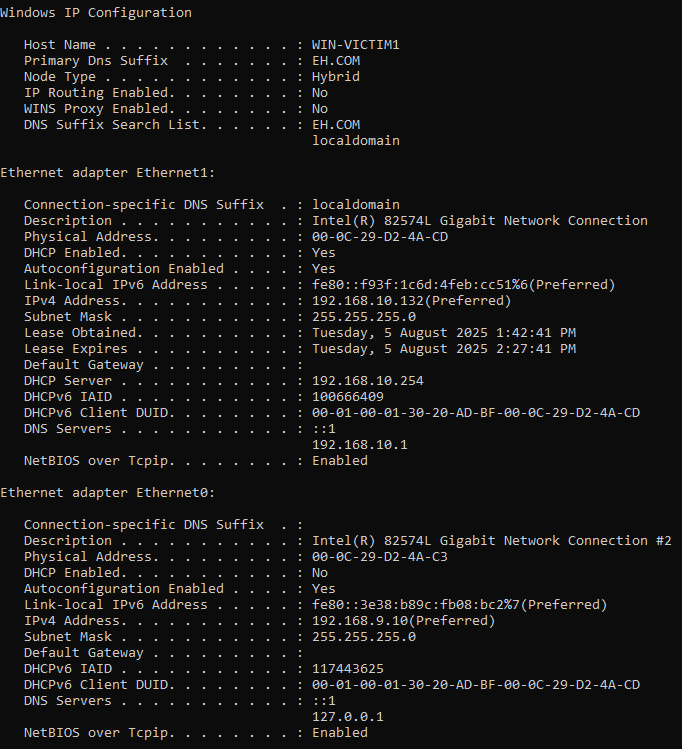 Windows IP Configuration
Host Name . . . . . . . . . . . . : WIN-VICTIM1
Primary Dns Suffix  . . . . . . . : EH.COM
Node Type . . . . . . . . . . . . : Hybrid
IP Routing Enabled. . . . . . . . : No
WINS Proxy Enabled. . . . . . . . : No
DNS Suffix Search List. . . . . . : EH.COM
localdomain
Ethernet adapter Ethernet1:
Connection-specific DNS Suffix  . : localdomain
Description . . . . . . . . . . . : Intel(R) 82574L Gigabit Network Connection
Physical Address. . . . . . . . . : 00-0C-29-D2-4A-CD
DHCP Enabled. . . . . . . . . . . : Yes
Autoconfiguration Enabled . . . . : Yes
Link-local IPv6 Address . . . . . : fe80::f93f:1c6d:4feb:cc51%6(Preferred)
IPv4 Address. . . . . . . . . . . : 192.168.10.132(Preferred)
Subnet Mask . . . . . . . . . . . : 255.255.255.0
Lease Obtained. . . . . . . . . . : Tuesday, 5 August 2025 1:42:41 PM
Lease Expires . . . . . . . . . . : Tuesday, 5 August 2025 2:27:41 PM
Default Gateway . . . . . . . . . :
DHCP Server . . . . . . . . . . . : 192.168.10.254
DHCPv6 IAID . . . . . . . . . . . : 100666409
DHCPv6 Client DUID. . . . . . . . : 00-01-00-01-30-20-AD-BF-00-0C-29-D2-4A-CD
DNS Servers . . . . . . . . . . . : ::1
192.168.10.1
NetBIOS over Tcpip. . . . . . . . : Enabled
Ethernet adapter Ethernet0:
Connection-specific DNS Suffix  . :
Description . . . . . . . . . . . : Intel(R) 82574L Gigabit Network Connection #2
Physical Address. . . . . . . . . : 00-0C-29-D2-4A-C3
DHCP Enabled. . . . . . . . . . . : No
Autoconfiguration Enabled . . . . : Yes
Link-local IPv6 Address . . . . . : fe80::3e38:b89c:fb08:bc2%7(Preferred)
IPv4 Address. . . . . . . . . . . : 192.168.9.10(Preferred)
Subnet Mask . . . . . . . . . . . : 255.255.255.0
Default Gateway . . . . . . . . . :
DHCPv6 IAID . . . . . . . . . . . : 117443625
DHCPv6 Client DUID. . . . . . . . : 00-01-00-01-30-20-AD-BF-00-0C-29-D2-4A-CD
DNS Servers . . . . . . . . . . . : ::1
127.0.0.1
NetBIOS over Tcpip. . . . . . . . : Enabled